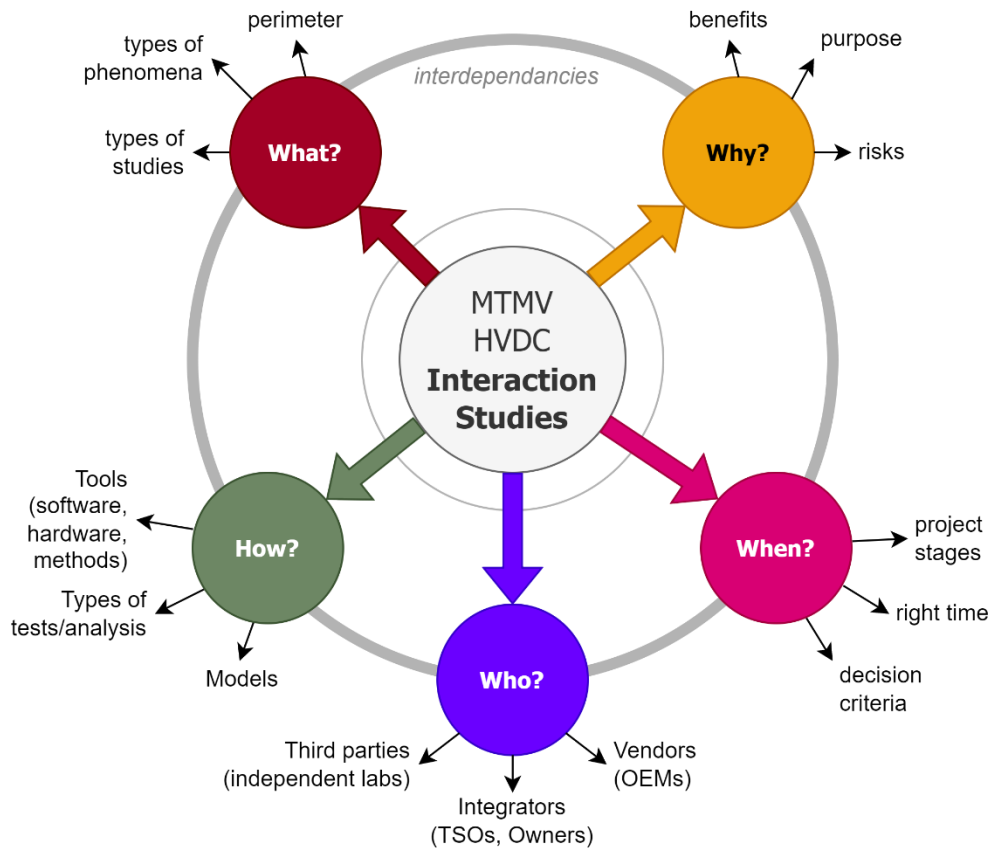 interdependancies
MTMV
HVDC
Interaction
Studies
What?
perimeter
types of
phenomena
types of
studies
Why?
benefits
purpose
risks
When?
project
stages
right time
decision
criteria
Who?
Vendors
(OEMs)
Integrators
(TSOs, Owners)
Third parties
(independent labs)
How?
Tools
(software,
hardware,
methods)
Types of
tests/analysis
Models